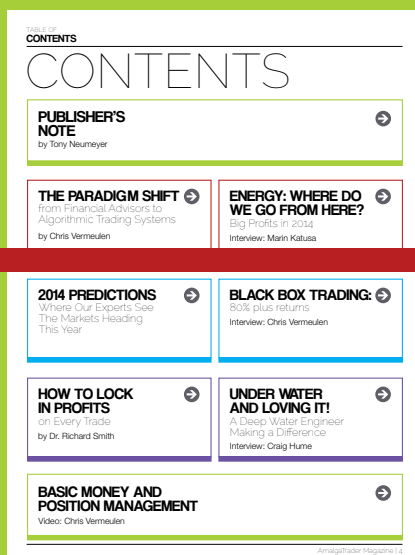 TABLE OF
CONTENTS
CONTENTS
PUBLISHER'S
NOTE
by Tony Neumeyer
THE PARADIGM SHIFT
from Financial Advisors to
Algorithmic Trading Systems
by Chris Vermeulen
ENERGY: WHERE DO
WE GO FROM HERE?
Big Profits in 2014
Interview: Marin Katusa
2014 PREDICTIONS
Where Our Experts See
The Markets Heading
This Year
BLACK BOX TRADING:
80% plus returns
Interview: Chris Vermeulen
HOW TO LOCK
IN PROFITS
on Every Trade
by Dr. Richard Smith
UNDER WATER
AND LOVING IT!
A Deep Water Engineer
Making a Difference
Interview: Craig Hume
BASIC MONEY AND
POSITION MANAGEMENT
Video: Chris Vermeulen
AmalgaTrader Magazine | 4